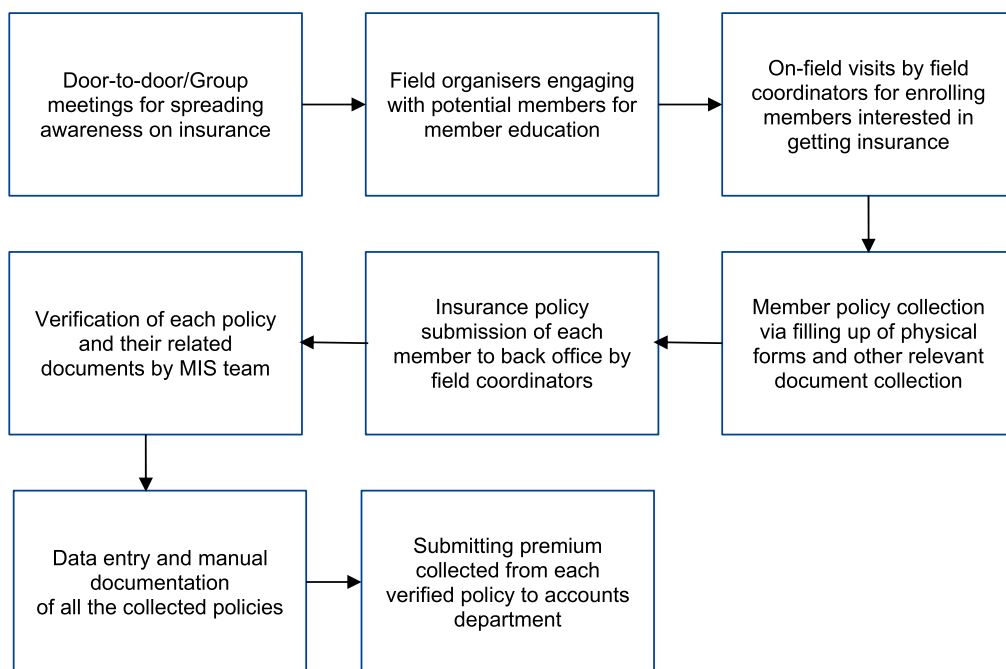 Door-to-door/Group
meetings for spreading
awareness on insurance
Field organisers engaging
with potential members for
member education
On-field visits by field
coordinators for enrolling
members interested in
getting insurance
Member policy collection
via filling up of physical
forms and other relevant
document collection
Insurance policy
submission of each
member to back office by
field coordinators
Verification of each policy
and their related
documents by MIS team
Data entry and manual
documentation
of all the collected policies
Submitting premium
collected from each
verified policy to accounts
department